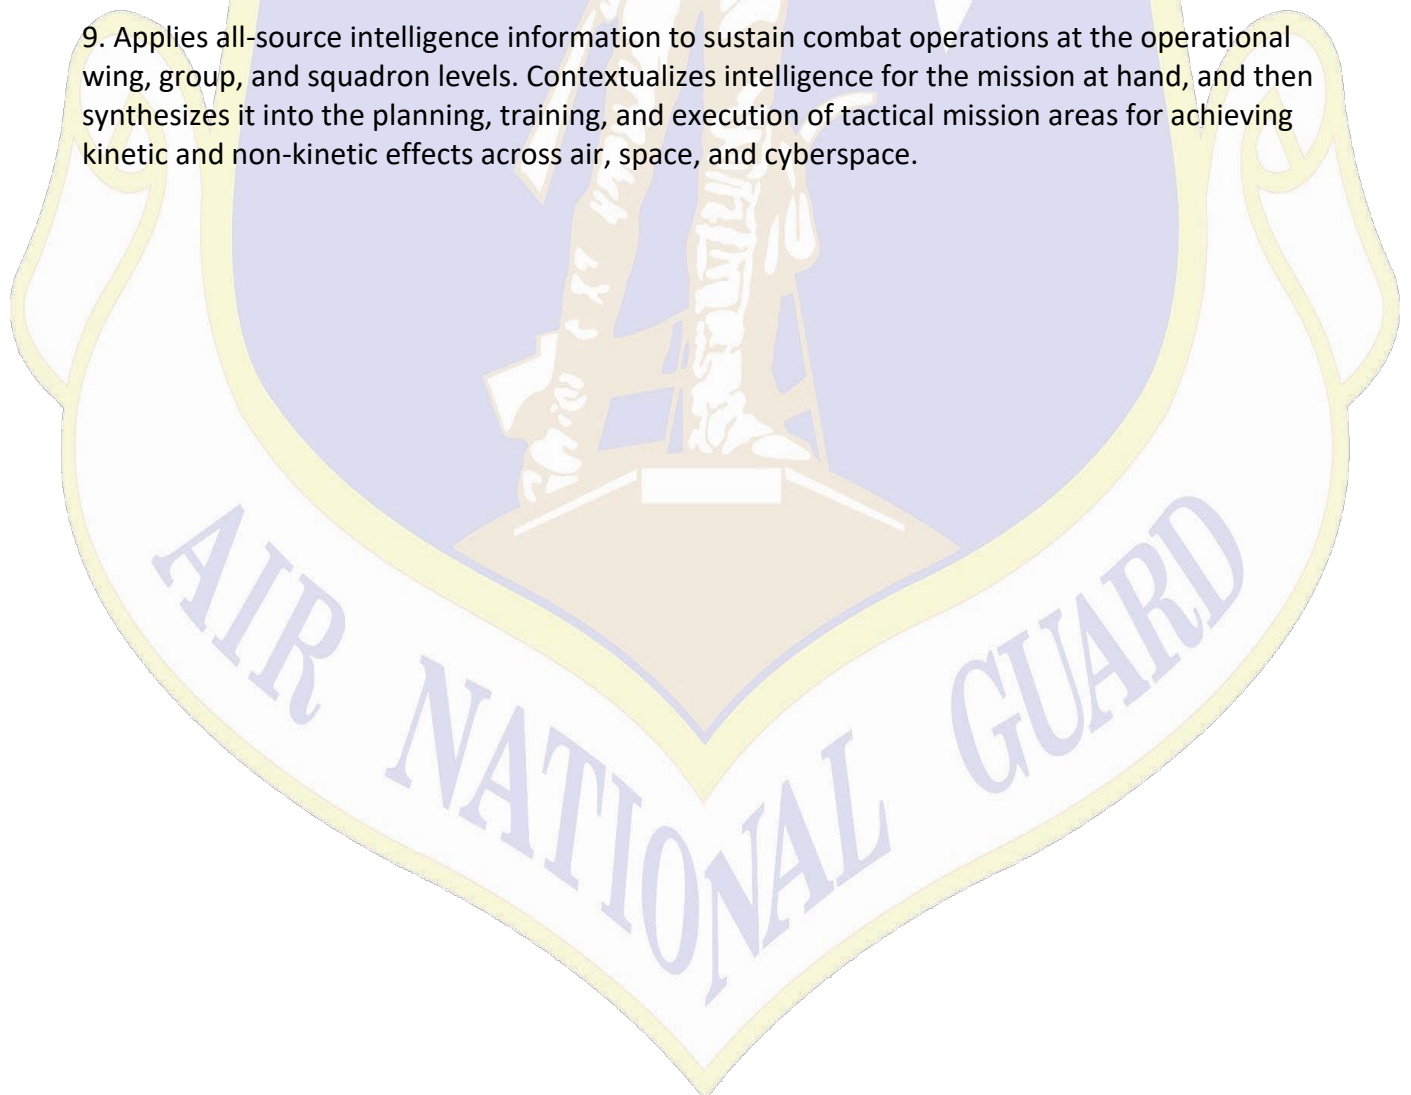 9. Applies all-source intelligence information to sustain combat operations at the operational
wing, group, and squadron levels. Contextualizes intelligence for the mission at hand, and then
synthesizes it into the planning, training, and execution of tactical mission areas for achieving
kinetic and non-kinetic effects across air, space, and cyberspace.
AIR NATIONAL GUARD